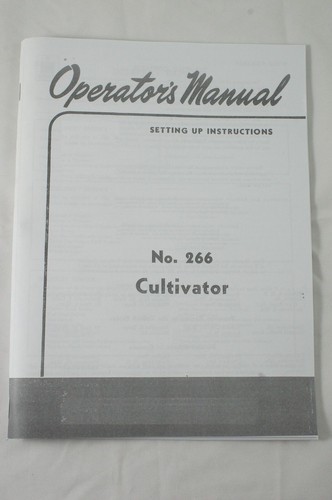 Operator's Manual
SETTING UP INSTRUCTIONS
No. 266
Cultivator